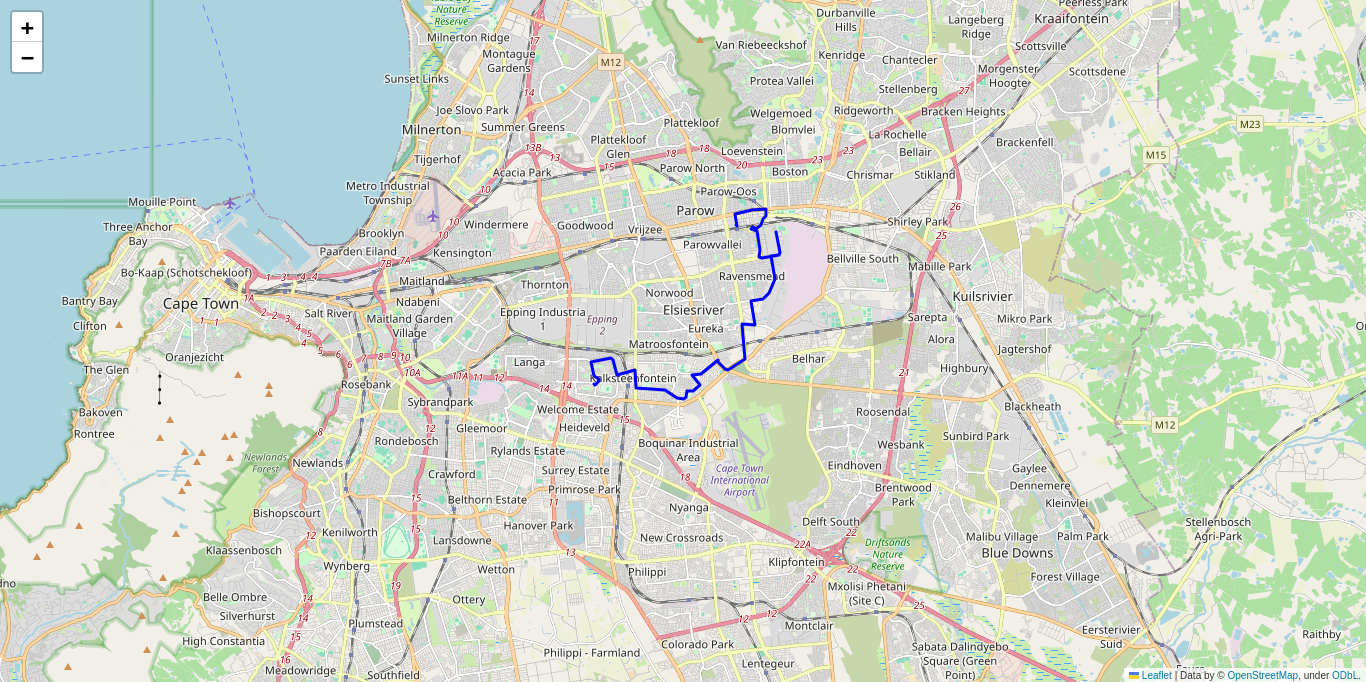 +
−
Nature
Reserve
Milnerton Ridge
Montague
Gardens
Sunset Links
Joe Slovo Park
Milnerton
Summer Greens
Tijgerhof
Acacia Park
Metro Industrial
Township
Mouille Point
Three Anchor
Bay
Brooklyn
Paarden Eiland
Windermere
Kensington
Goodwood
Vrijzee
M12
Van Riebeeckshof
Durbanville
Hills
Kenridge
Protea Valley
Plattekloof
Plattekloof
Glen
Welgemoed
Blomvlei
Loevenstein
Parow North
Boston
Parow-Oos
Parow
Parowvallei
Langeberg
Ridge
Peerless Park
Kraaifontein
Scottsville
Chantecler
Morgenster
Hoogte
Scottsdene
Stellenberg
Ridgeworth
Bracken Heights
La Rochelle
Bellair
Brackenfell
Chrismar
Stikland
M23
M15
Shirley Park
Bo-Kaap (Schotschekloof)
Cape Town
Bantry Bay
Clifton
The Glen
Oranjezicht
Bakoven
Rontree
Salt River
Maitland
Ndabeni
Maitland Garden
Village
Thornton
Epping Industria
1
Epping
2
Norwood
Elsiesriver
Eureka
Matroosfontein
Ravensmead
Bellville South
Mabille Park
Kuilsrivier
Mikro Park
Sarepta
Alora
Jagtershof
Belhar
Highbury
Langa
Kalksteenfontein
Rosebank
Sybrandpark
Welcome Estate
Heideveld
Gleemoor
Rondebosch
Rylands Estate
Newlands
Newlands
Forest
Crawford
Surrey Estate
Primrose Park
Belthorn Estate
Bishopscourt
Kenilworth
Klaassenbosch
Lansdowne
Hanover Park
Wynberg
Wetton
Ottery
Belle Ombre
Silverhurst
Plumstead
High Constantia
Meadowridge
Southfield
Philippi - Farmland
Boquinar Industrial
Area
Cape Town
International
Airport
Nyanga
New Crossroads
Philippi
Klipfontein
Delft South
Mxolisi Phetani
(Site C)
Montclair
Colorado Park
Lentegeur
Roosendal
Blackheath
Wesbank
Sunbird Park
Eindhoven
Gaylee
Brentwood
Park
Dennemere
Kleinvlei
M12
Malibu Village
Blue Downs
Palm Park
Driftsands
Nature
Reserve
Forest Village
Stellenbosch
Agri-Park
Eersterivier
Suid
Raithby
Sabata Dalindyebo
Square (Green
Point)
Leaflet | Data by © OpenStreetMap, under ODbL.